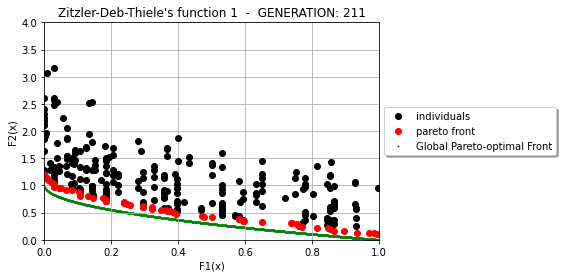 Zitzler-Deb-Thiele's function 1 - GENERATION: 211
4.0
3.5
3.0
2.5
2.0
1.5
1.0
0.5
0.0
F2(x)
0.0 0.2 0.4 0.6 0.8 1.0
F1(x)
individuals
pareto front
Global Pareto-optimal Front